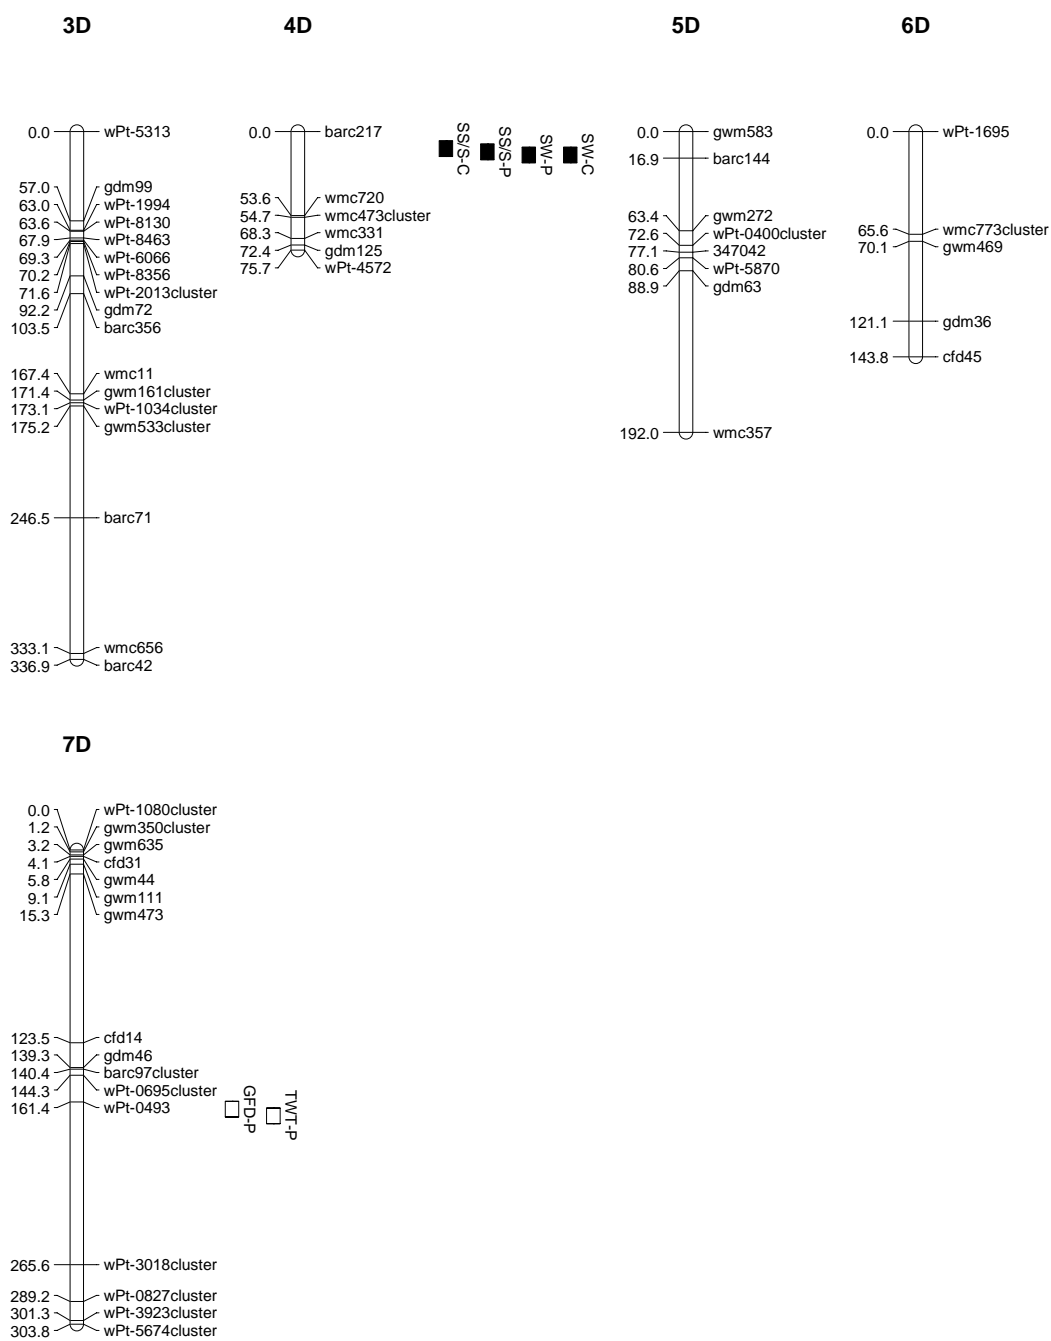 3D
0.0 wPt-5313
57.0 gdm99
63.0 wPt-1994
63.6 wPt-8130
67.9 wPt-8463
69.3 wPt-6066
70.2 wPt-8356
71.6 wPt-2013cluster
92.2 gdm72
103.5 barc356
167.4 wmc11
171.4 gwm161cluster
173.1 wPt-1034cluster
175.2 gwm533cluster
246.5 barc71
333.1 wmc656
336.9 barc42
4D
0.0 barc217
53.6 wmc720
54.7 wmc473cluster
68.3 wmc331
72.4 gdm125
75.7 wPt-4572
SS/S-C
SS/S-P
SW-P
SW-C
5D
0.0 gwm583
16.9 barc144
63.4 gwm272
72.6 wPt-0400cluster
77.1 347042
80.6 wPt-5870
88.9 gdm63
192.0 wmc357
6D
0.0 wPt-1695
65.6 wmc773cluster
70.1 gwm469
121.1 gdm36
143.8 cfd45
7D
0.0 wPt-1080cluster
1.2 gwm350cluster
3.2 gwm635
4.1 cfd31
5.8 gwm44
9.1 gwm111
15.3 gwm473
123.5 cfd14
139.3 gdm46
140.4 barc97cluster
144.3 wPt-0695cluster
161.4 wPt-0493
265.6 wPt-3018cluster
289.2 wPt-0827cluster
301.3 wPt-3923cluster
303.8 wPt-5674cluster
GFD-P
TWT-P